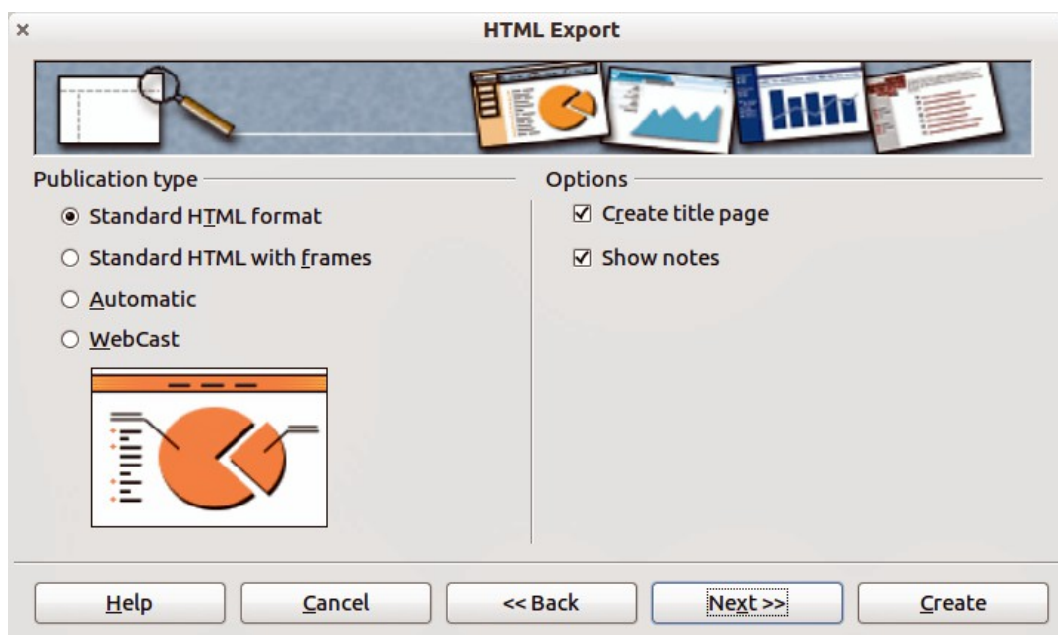 HTML Export
Publication type
Standard HTML format
Standard HTML with frames
Automatic
WebCast
Options
Create title page
Show notes
Help
Cancel
<< Back
Next >>
Create